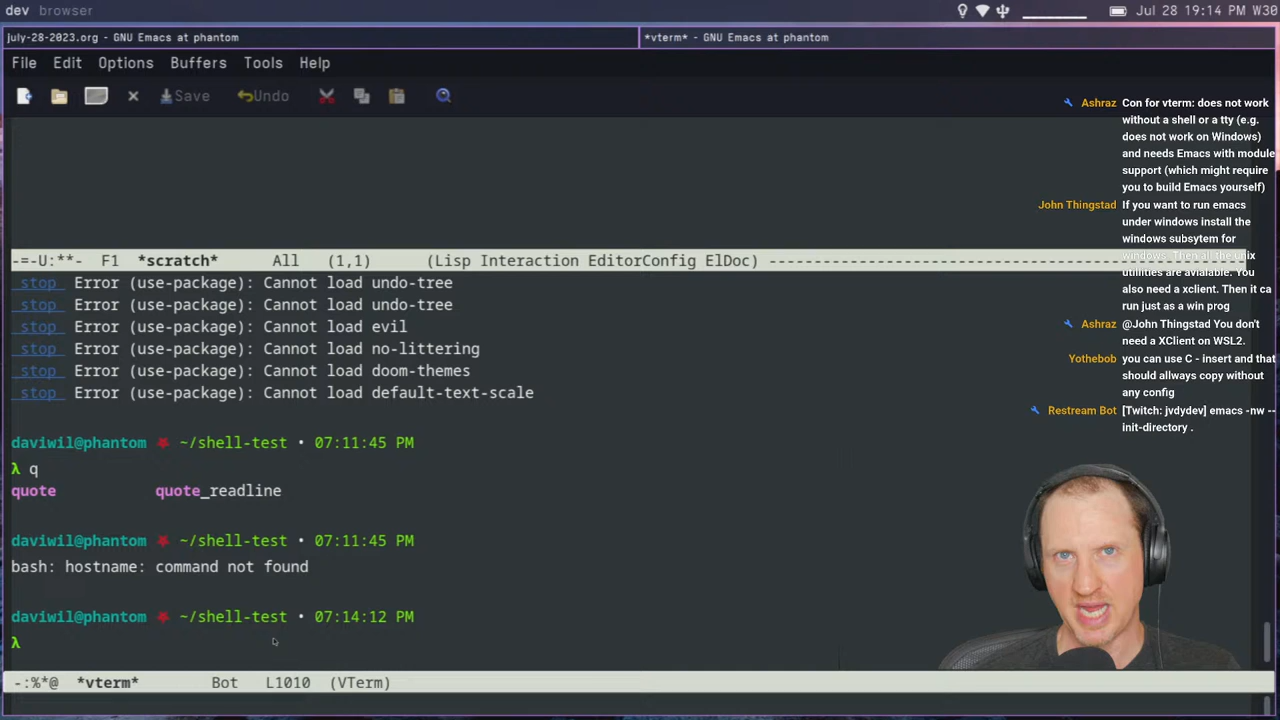 dev browser
Jul 28 19:14 PM W30
july-28-2023.org - GNU Emacs at phantom
*vterm* - GNU Emacs at phantom
File Edit Options Buffers Tools Help
Save Undo
-=-U:**- F1 *scratch* All (1,1) (Lisp Interaction EditorConfig ElDoc) ----------------------------------------------------------
stop Error (use-package): Cannot load undo-tree
stop Error (use-package): Cannot load undo-tree
stop Error (use-package): Cannot load evil
stop Error (use-package): Cannot load no-littering
stop Error (use-package): Cannot load doom-themes
stop Error (use-package): Cannot load default-text-scale
daviwil@phantom ~/shell-test • 07:11:45 PM
λ q
quote quote_readline
daviwil@phantom ~/shell-test • 07:11:45 PM
bash: hostname: command not found
daviwil@phantom ~/shell-test • 07:14:12 PM
λ
-:%*@ *vterm* Bot L1010 (VTerm)
Ashraz Con for vterm: does not work
without a shell or a tty (e.g.
does not work on Windows)
and needs Emacs with module
support (which might require
you to build Emacs yourself)
John Thingstad If you want to run emacs
under windows install the
windows subsytem for
windows. Then all the unix
utillities are avialable. You
also need a xclient. Then it ca
run just as a win prog
Ashraz @John Thingstad You don't
need a XClient on WSL2.
Yothebob you can use C - insert and that
should allways copy without
any config
Restream Bot [Twitch: jvdydev] emacs -nw --
init-directory .